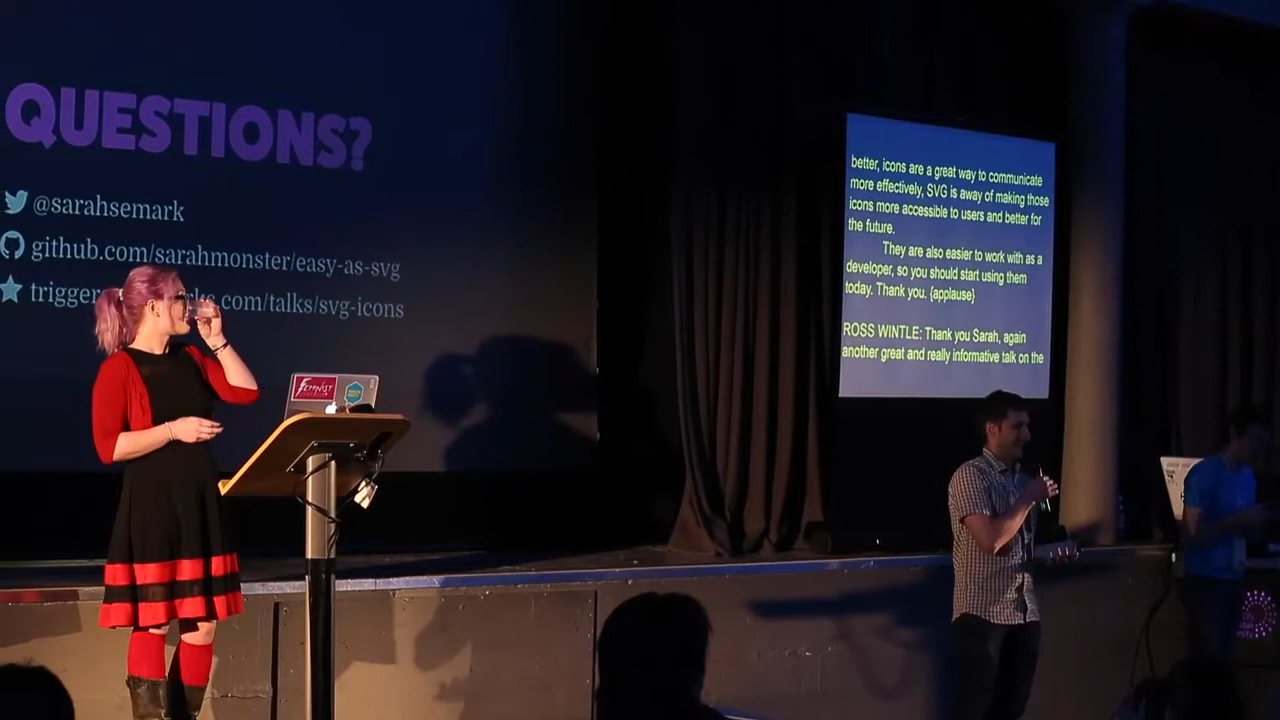 QUESTIONS?
@sarahsemark
github.com/sarahmonster/easy-as-svg
trigger rks.com/talks/svg-icons
FEMINIST
better, icons are a great way to communicate
more effectively, SVG is away of making those
icons more accessible to users and better for
the future.
They are also easier to work with as a
developer, so you should start using them
today. Thank you. {applause}
ROSS WINTLE: Thank you Sarah, again
another great and really informative talk on the